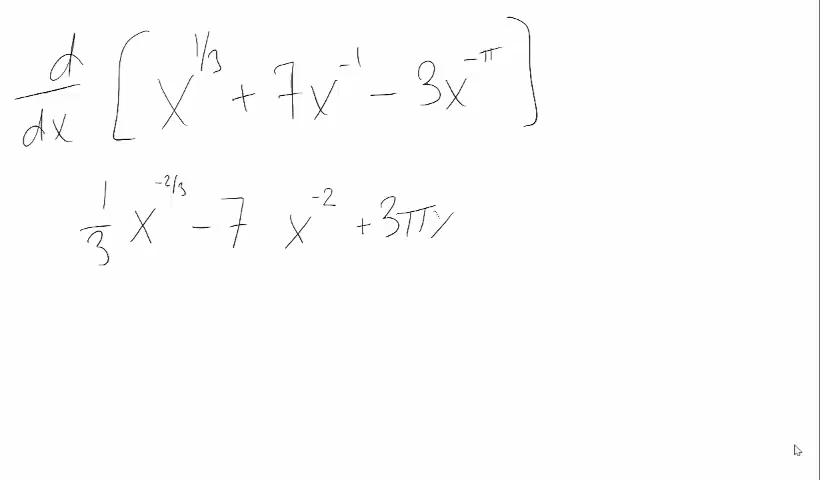 d/dx [ x^{1/3} + 7x^{-1} - 3x^{-π} ]
1/3 x^{-2/3} - 7 x^{-2} + 3πx